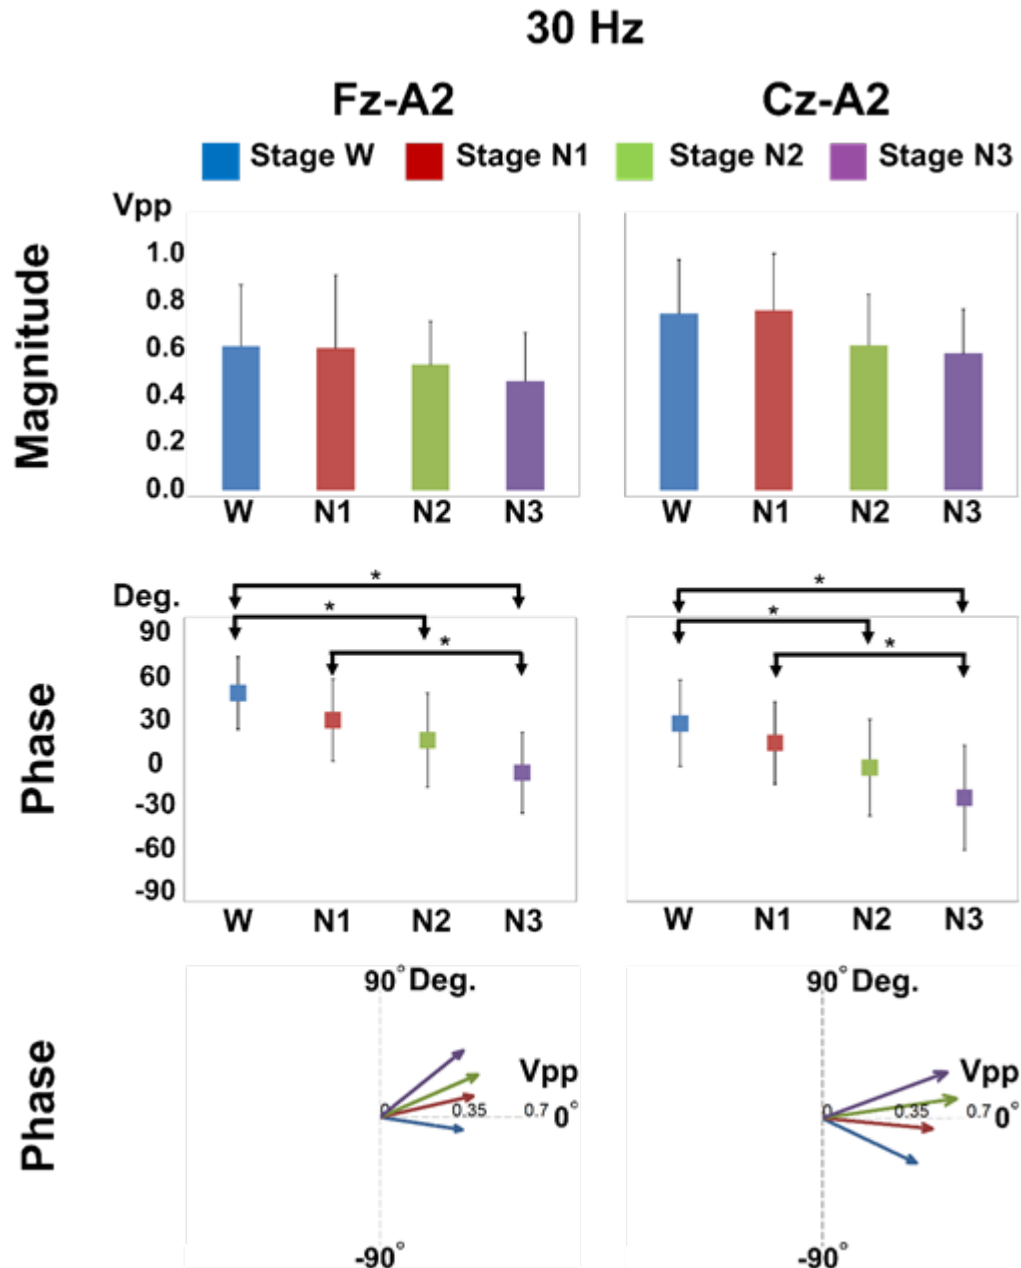 30 Hz
Fz-A2 Cz-A2
Stage W Stage N1 Stage N2 Stage N3
Vpp
Magnitude
1.0
0.8
0.6
0.4
0.2
0.0
W N1 N2 N3 W N1 N2 N3
* *
Deg. * *
* *
Phase
90
60
30
0
-30
-60
-90
W N1 N2 N3 W N1 N2 N3
Phase
90° Deg. 90° Deg.
Vpp Vpp
0 0.35 0.7 0° 0 0.35 0.7 0°
-90° -90°